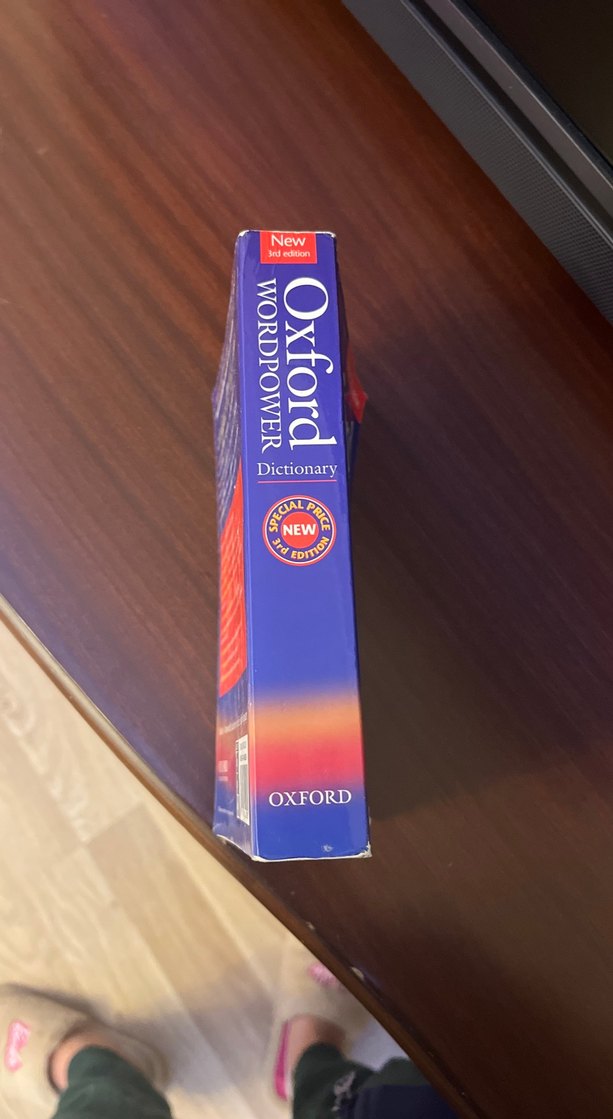 New
3rd edition
Oxford
WORDPOWER
Dictionary
SPECIAL PRICE
NEW
3rd EDITION
OXFORD